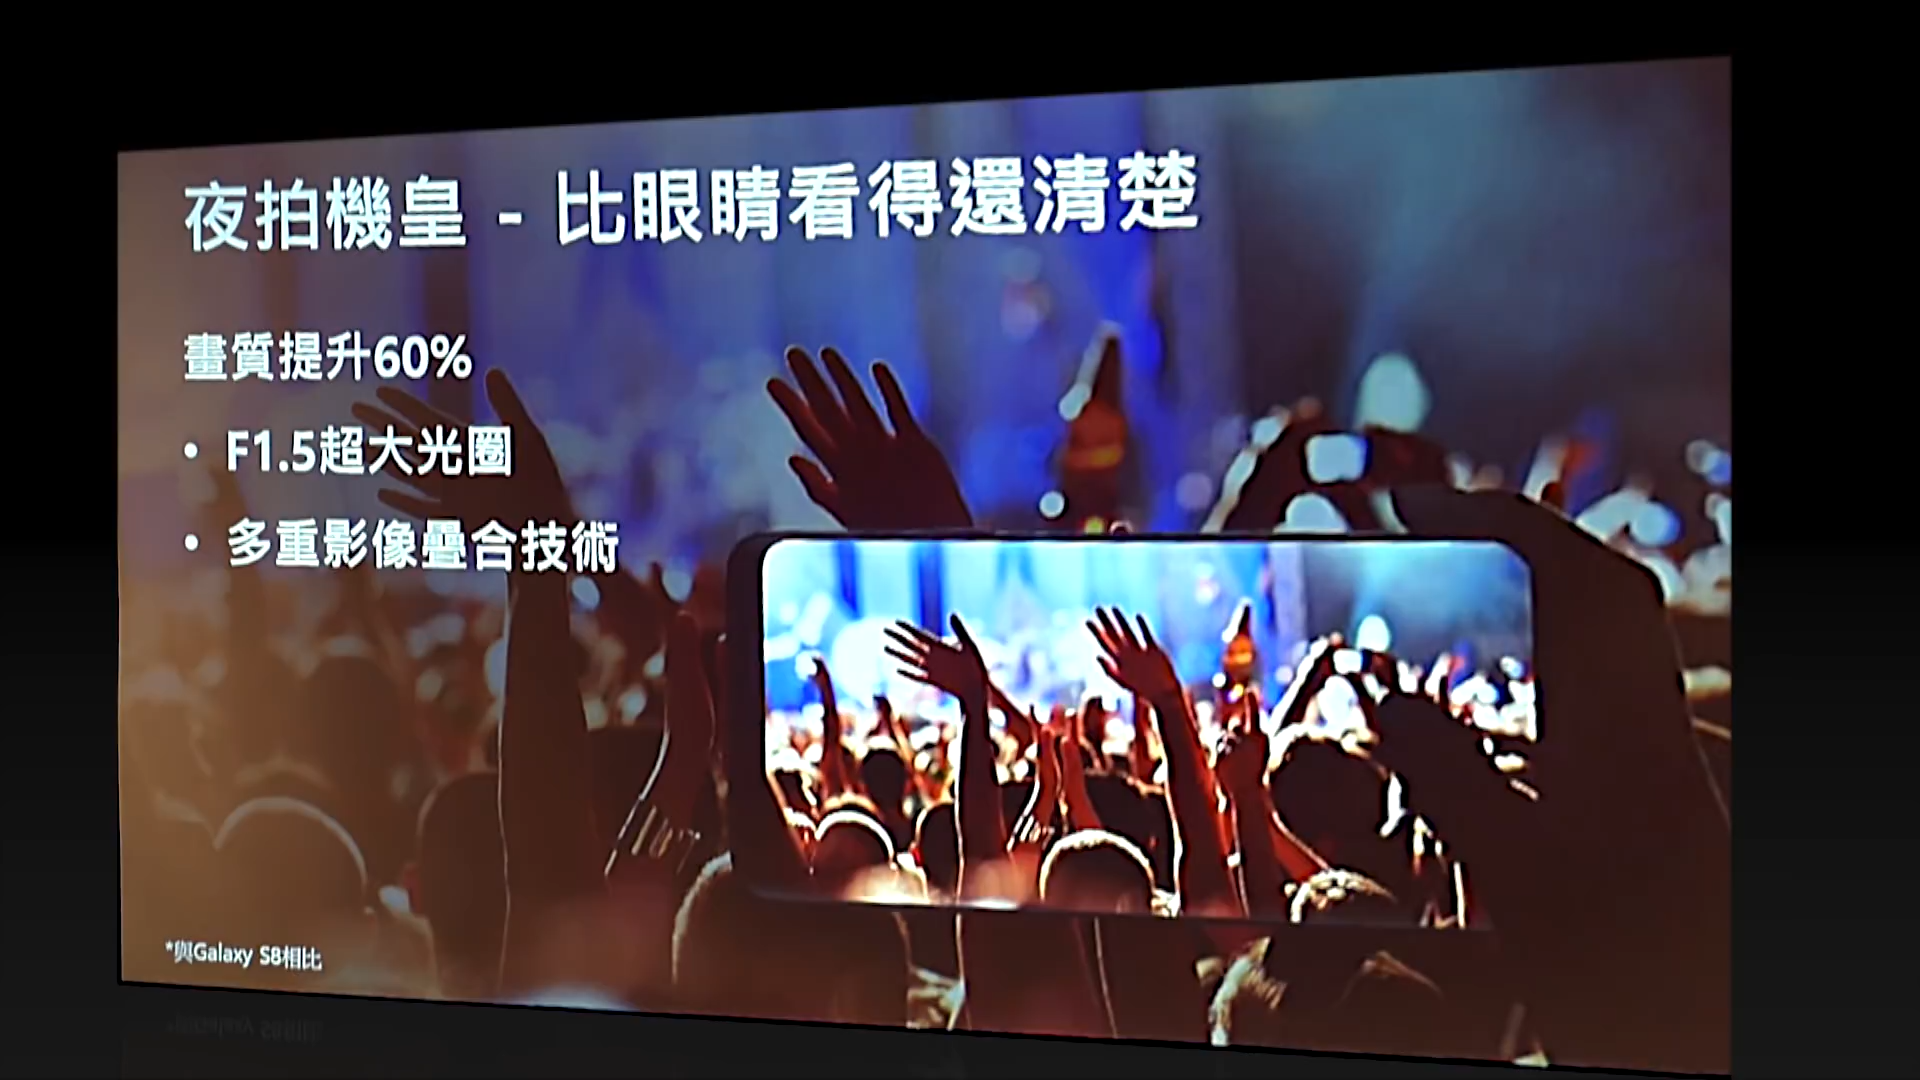 夜拍機皇 - 比眼睛看得還清楚
畫質提升60%
• F1.5超大光圈
• 多重影像疊合技術
*與Galaxy S8相比